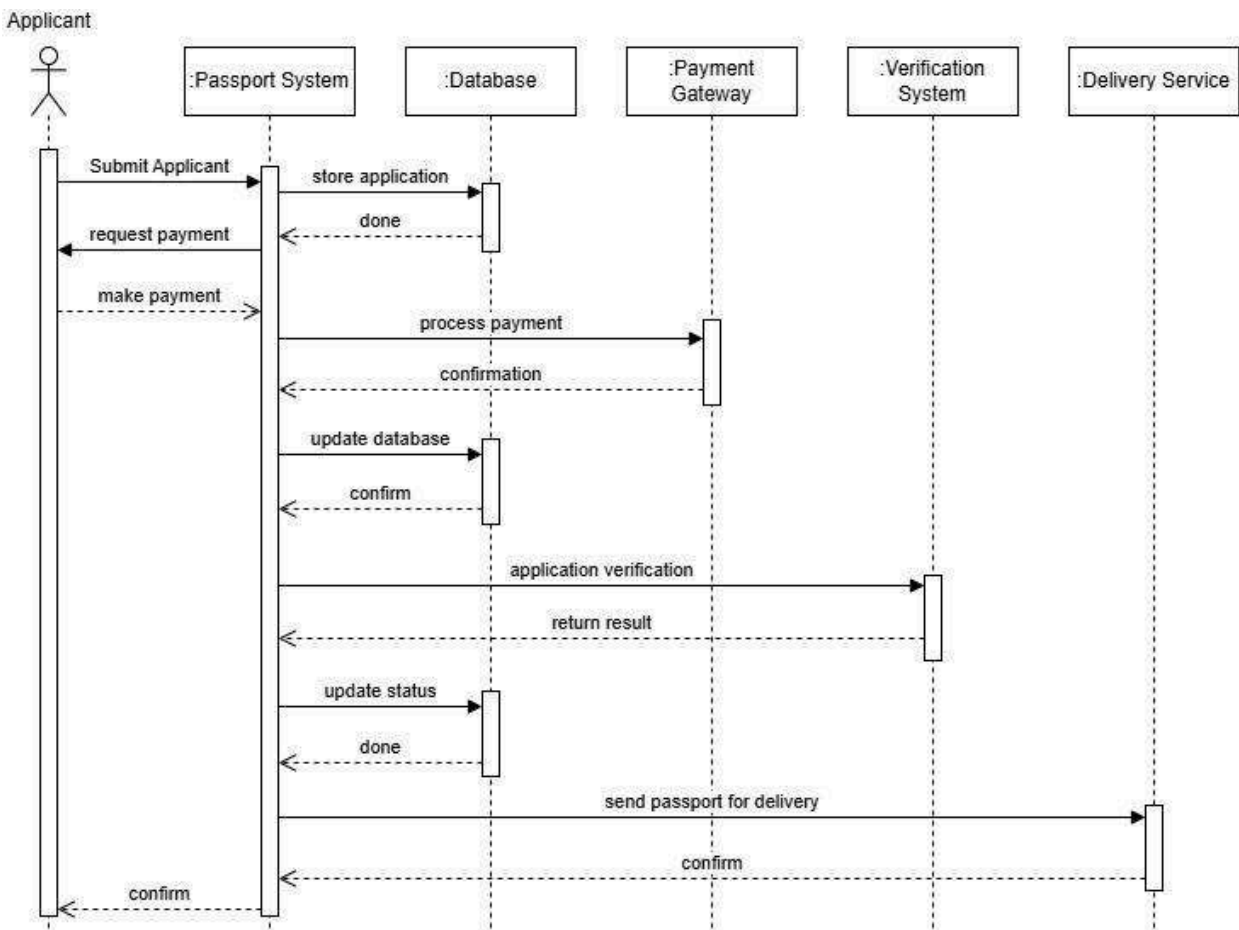 Applicant
:Passport System
:Database
:Payment
Gateway
:Verification
System
:Delivery Service
Submit Applicant
store application
done
request payment
make payment
process payment
confirmation
update database
confirm
application verification
return result
update status
done
send passport for delivery
confirm
confirm